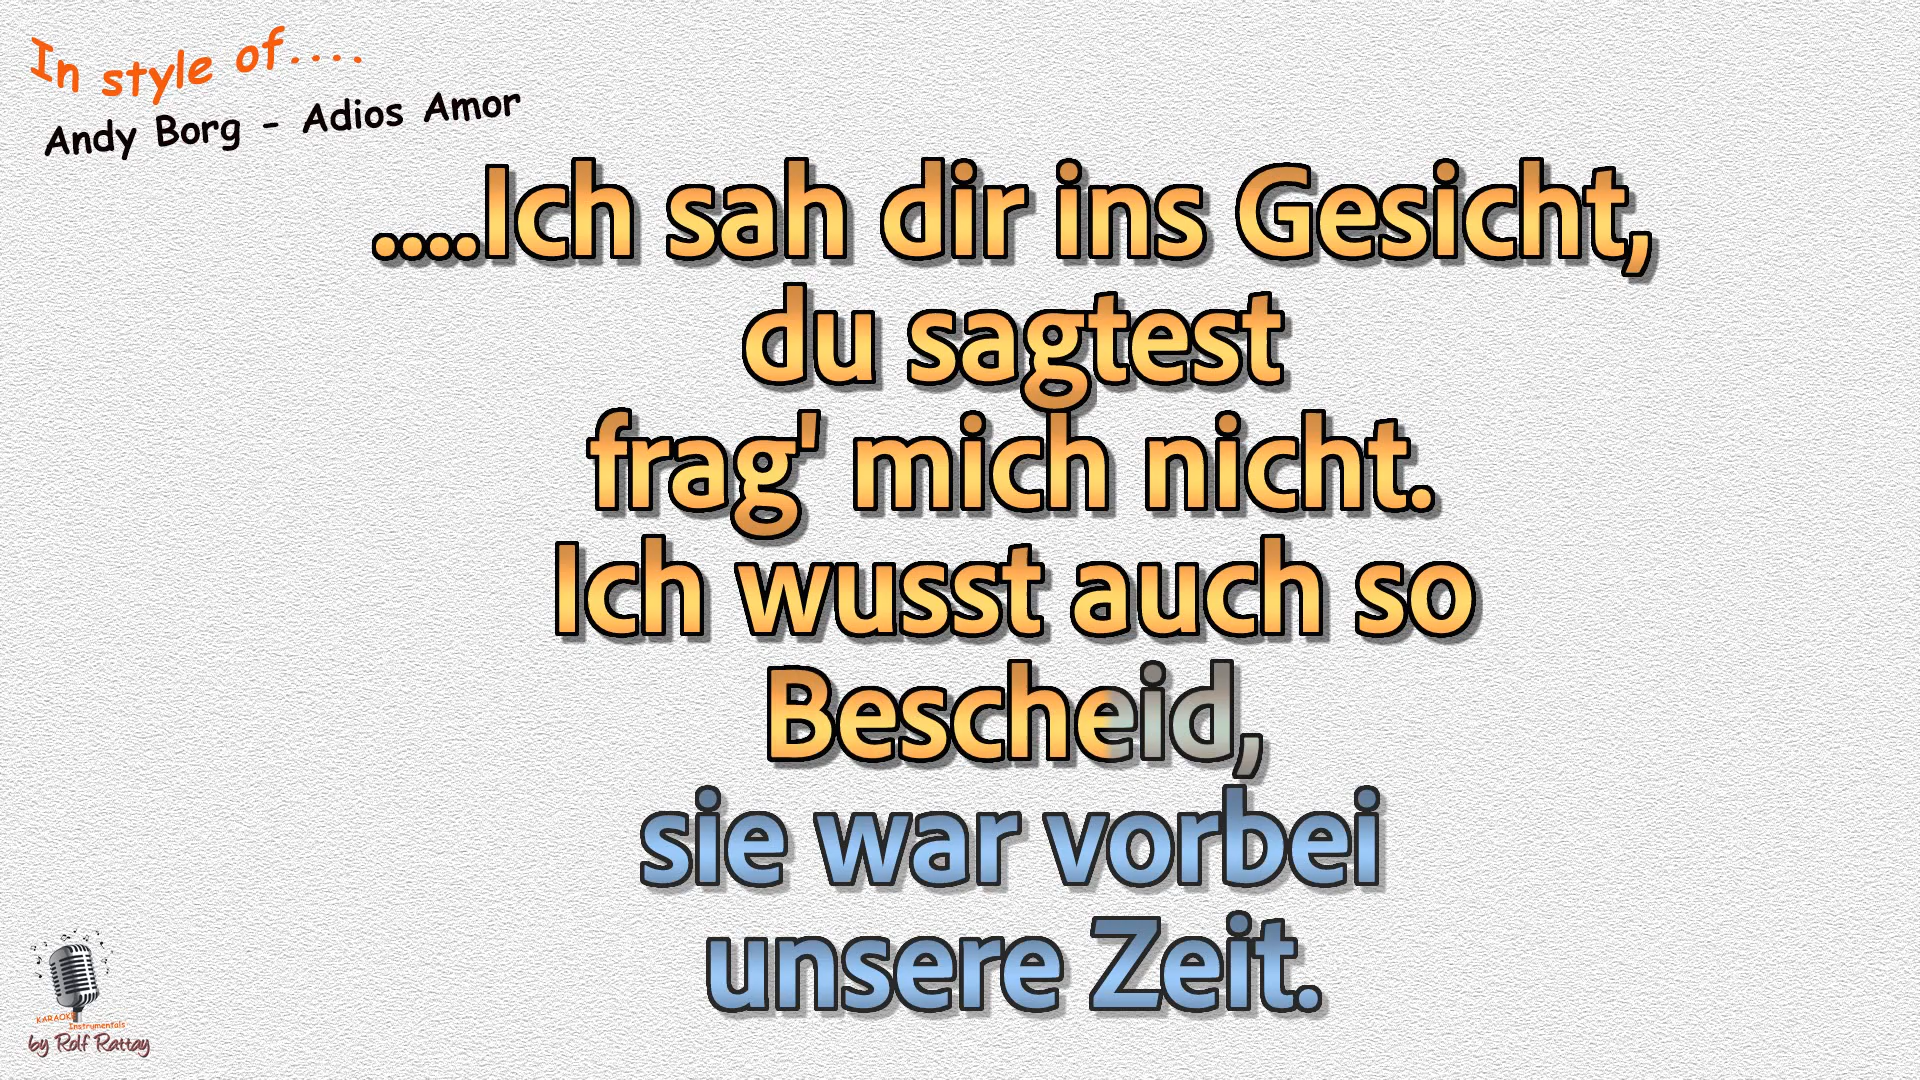 In style of....
Andy Borg - Adios Amor
....Ich sah dir ins Gesicht,
du sagtest
frag' mich nicht.
Ich wusst auch so
Bescheid,
sie war vorbei
unsere Zeit.
KARAOKE
Instrumentals
by Rolf Rattay